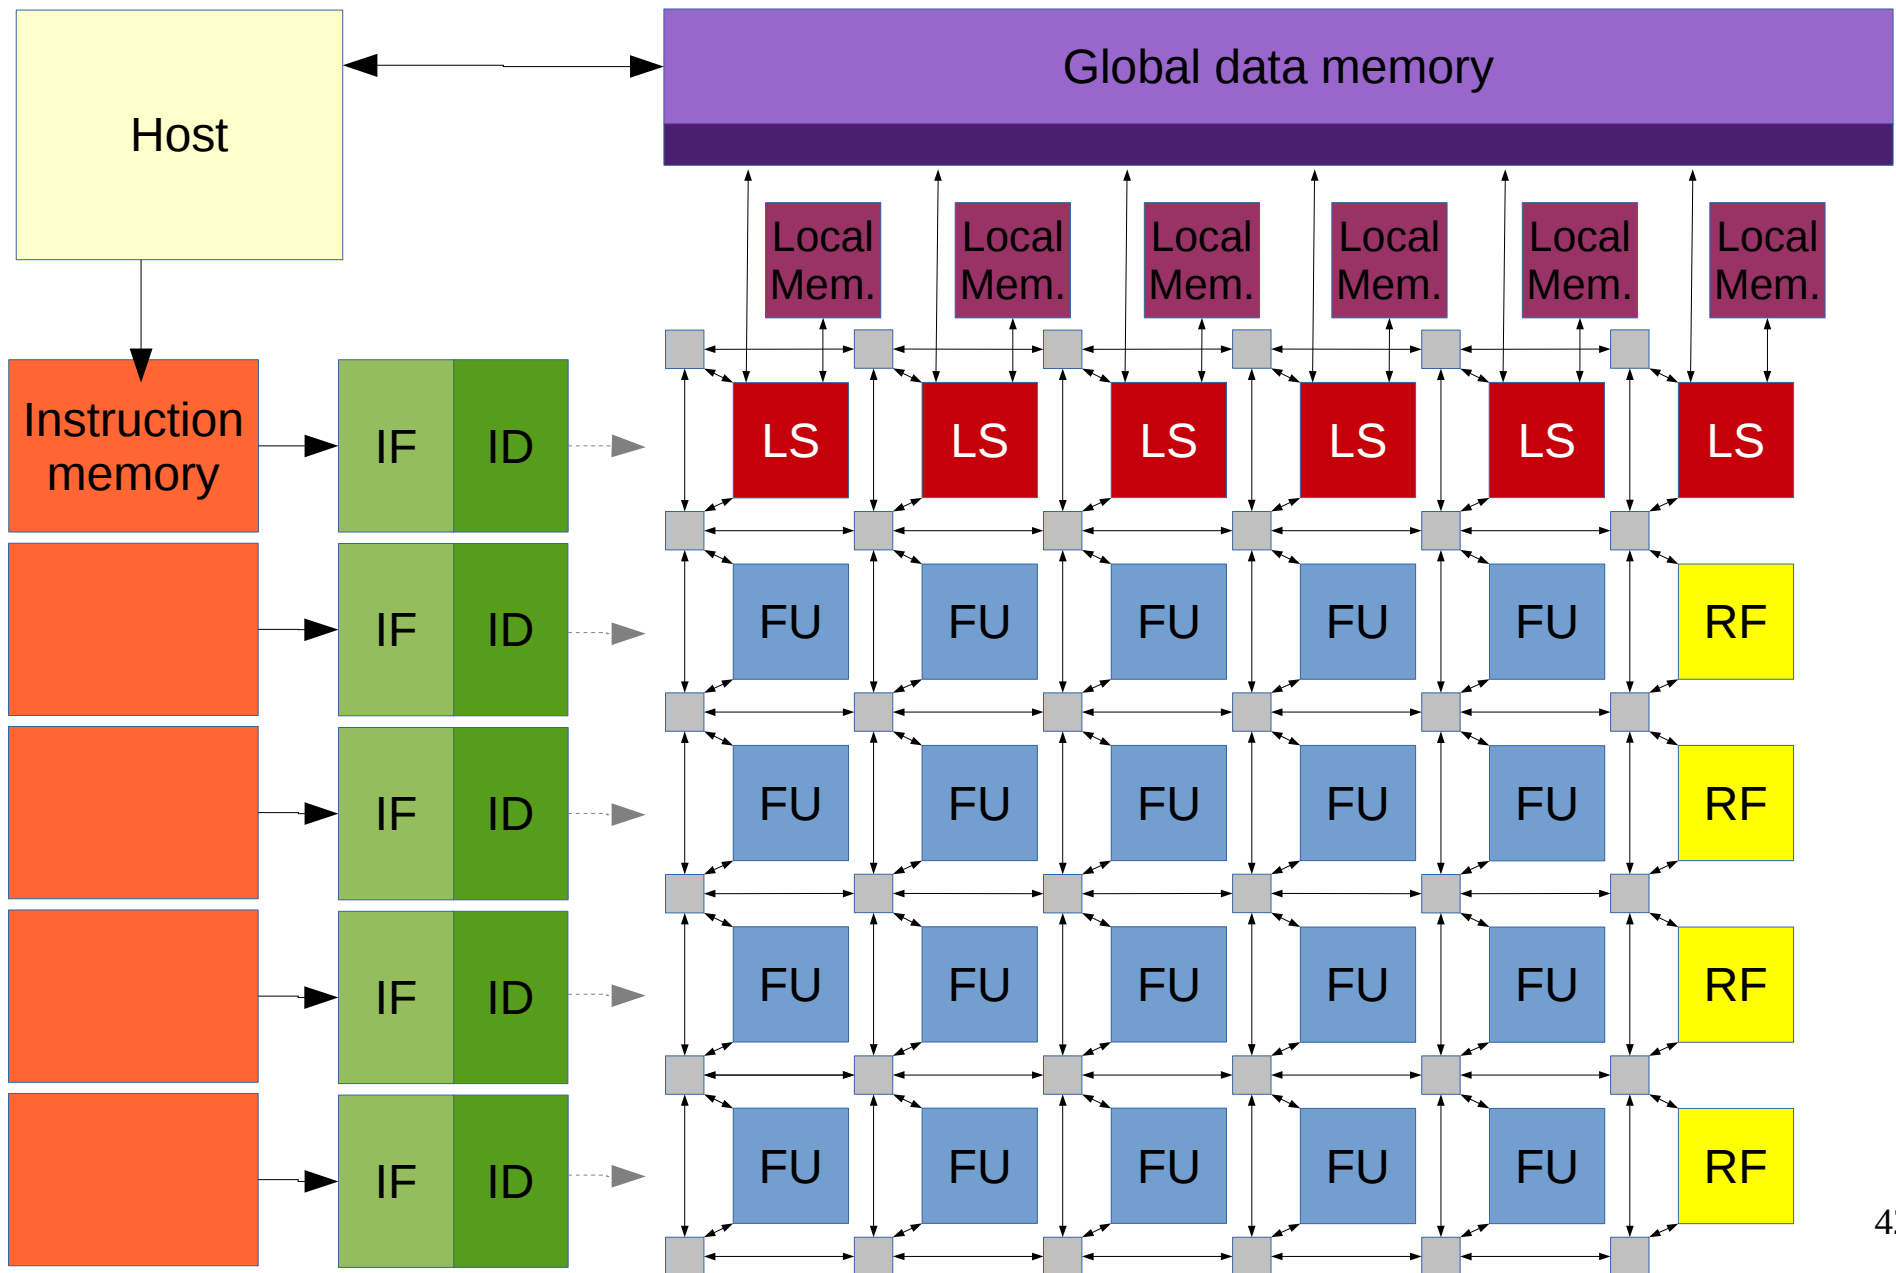 Host
Global data memory
Local Local Local Local Local Local
Mem. Mem. Mem. Mem. Mem. Mem.
Instruction
memory
IF ID LS LS LS LS LS LS
IF ID FU FU FU FU FU RF
IF ID FU FU FU FU FU RF
IF ID FU FU FU FU FU RF
IF ID FU FU FU FU FU RF